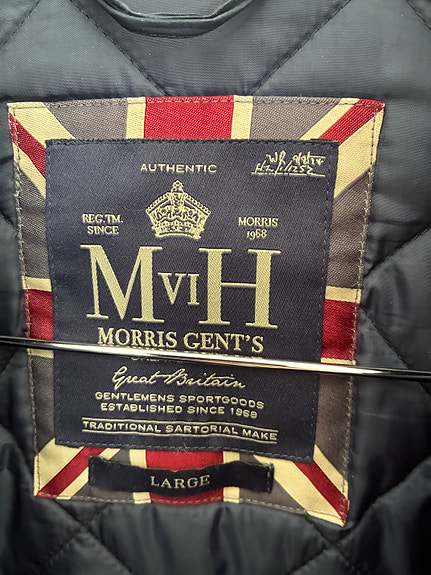 AUTHENTIC
REG.TM.
SINCE
MORRIS
1968
MVIH
MORRIS GENT'S
Great Britain
GENTLEMENS SPORTGOODS
ESTABLISHED SINCE 1968
TRADITIONAL SARTORIAL MAKE
LARGE